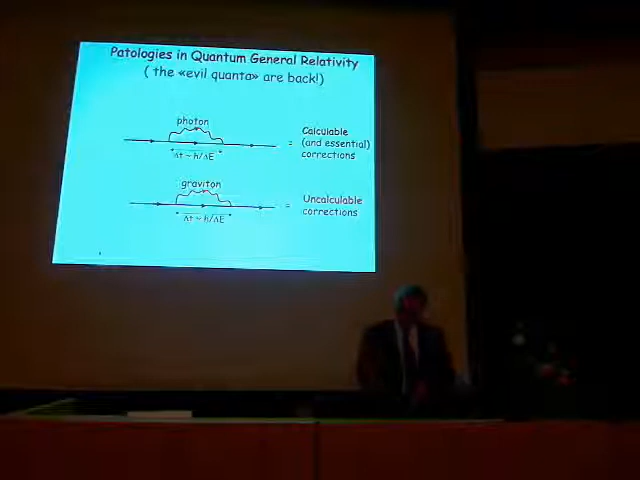 Patologies in Quantum General Relativity
( the «evil quanta» are back!)
photon
Δt ~ ħ/ΔE
= Calculable
(and essential)
corrections
graviton
Δt ~ ħ/ΔE
= Uncalculable
corrections